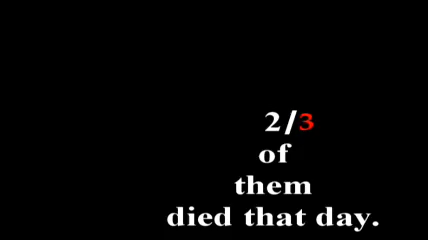 2/3
of
them
died that day.